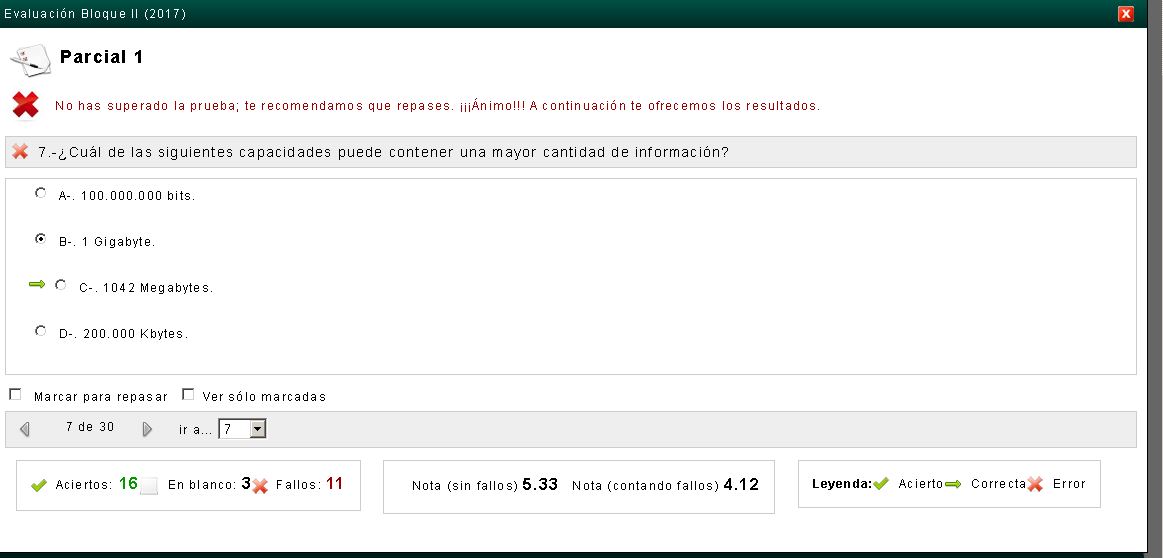 Evaluación Bloque II (2017)
Parcial 1
No has superado la prueba; te recomendamos que repases. ¡¡¡Ánimo!!! A continuación te ofrecemos los resultados.
7.-¿Cuál de las siguientes capacidades puede contener una mayor cantidad de información?
A-. 100.000.000 bits.
B-. 1 Gigabyte.
C-. 1042 Megabytes.
D-. 200.000 Kbytes.
Marcar para repasar Ver sólo marcadas
7 de 30 ir a... 7
Aciertos: 16 En blanco: 3 Fallos: 11 Nota (sin fallos) 5.33 Nota (contando fallos) 4.12 Leyenda: Acierto Correcta Error